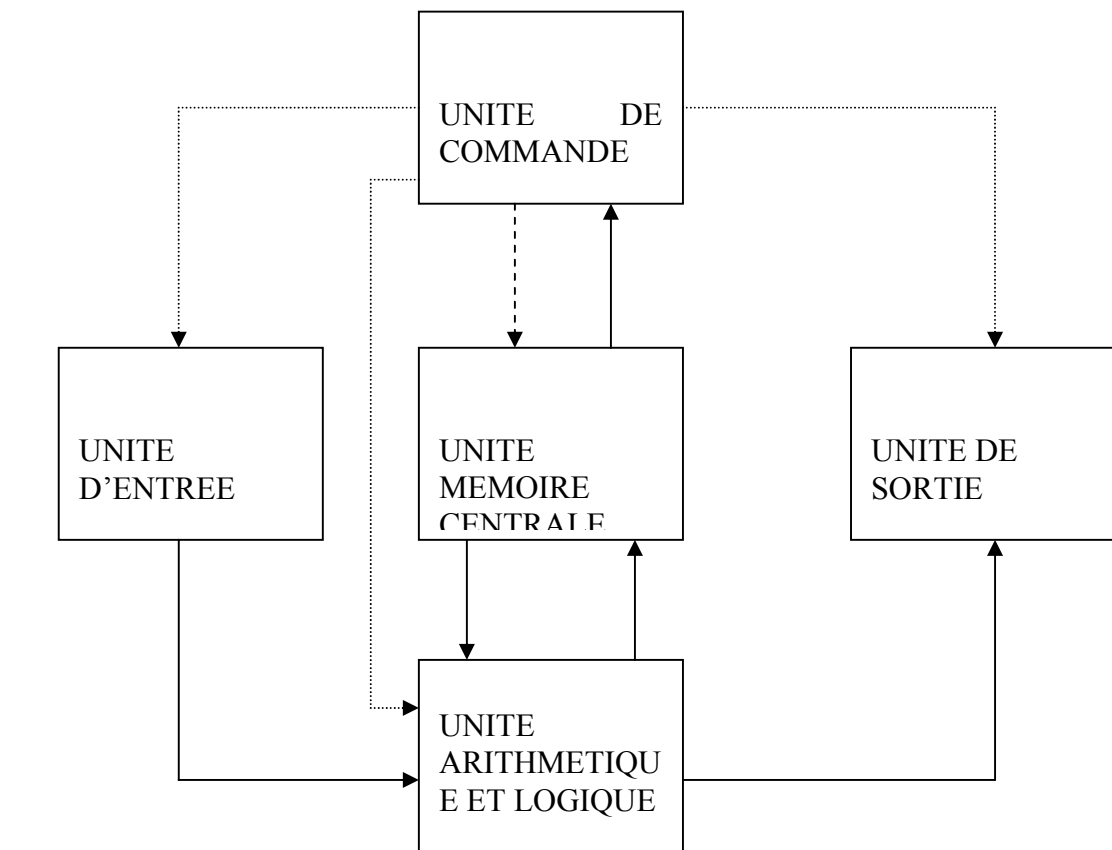 UNITE DE
COMMANDE
UNITE
D’ENTREE
UNITE
MEMOIRE
CENTRALE
UNITE DE
SORTIE
UNITE
ARITHMETIQU
E ET LOGIQUE